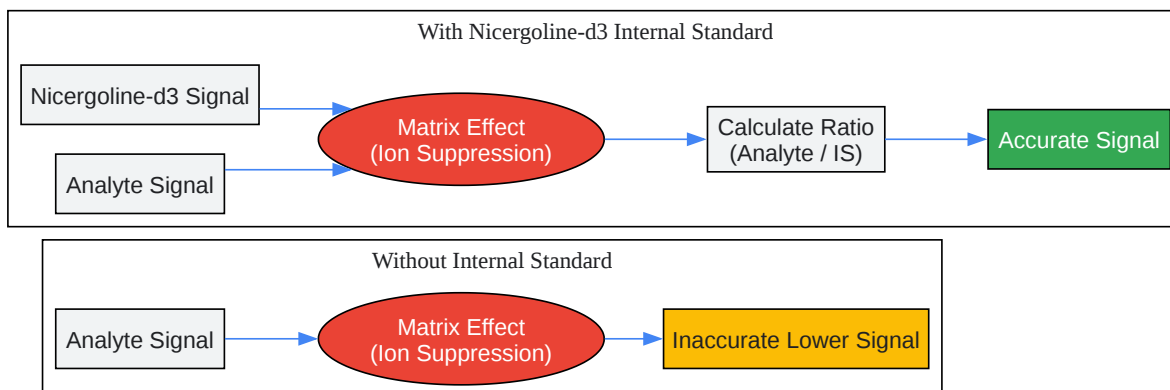 With Nicergoline-d3 Internal Standard
Nicergoline-d3 Signal
Analyte Signal
Matrix Effect
(Ion Suppression)
Calculate Ratio
(Analyte / IS)
Accurate Signal
Without Internal Standard
Analyte Signal
Matrix Effect
(Ion Suppression)
Inaccurate Lower Signal